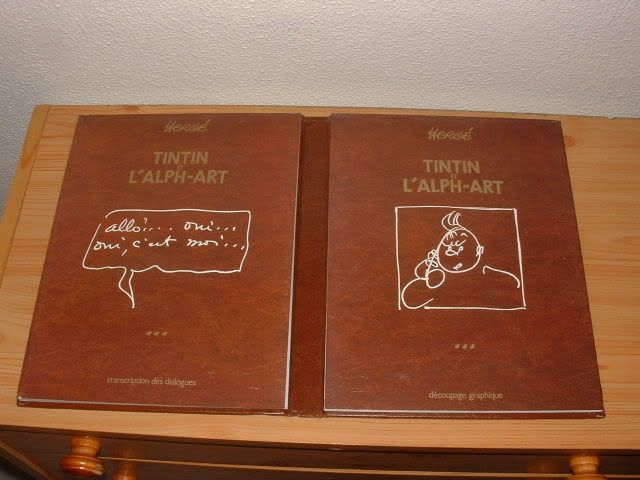 HERGÉ
TINTIN
ET
L'ALPH-ART
allo... oui...
oui, c'est moi...
transcription des dialogues
HERGÉ
TINTIN
ET
L'ALPH-ART
découpage graphique